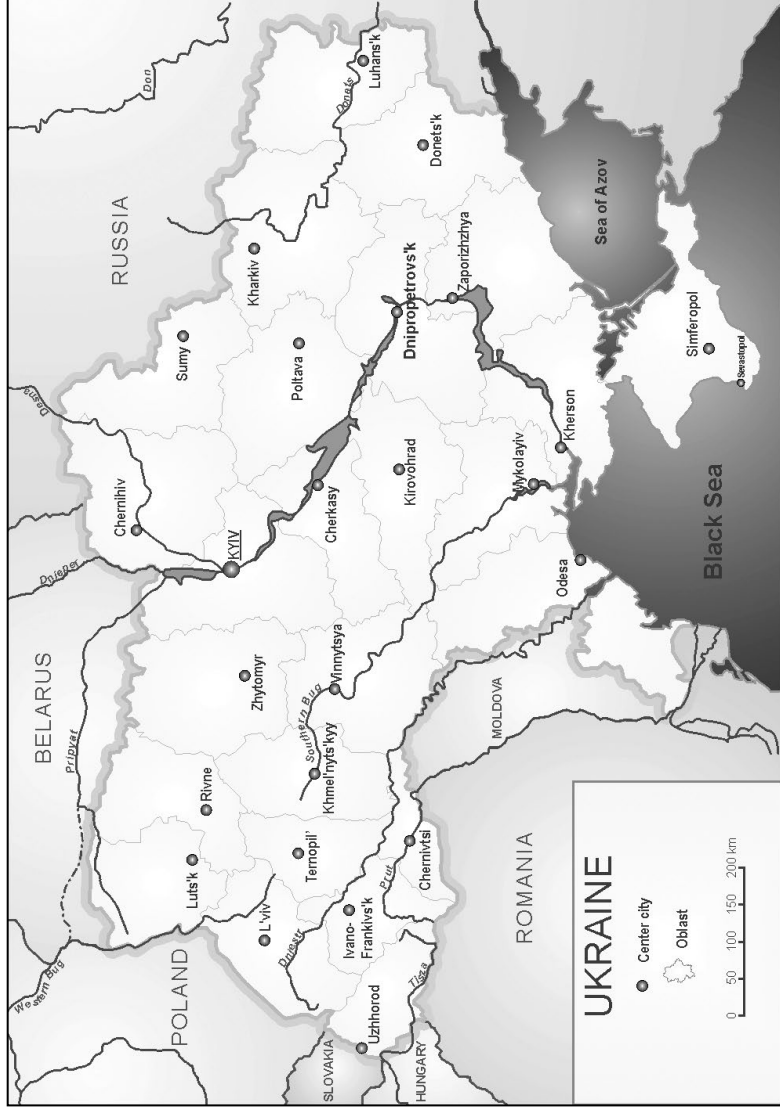 RUSSIA
BELARUS
POLAND
SLOVAKIA
HUNGARY
ROMANIA
MOLDOVA
Don
Desna
Dnieper
Pripyat
Western Bug
Donets
Southern Bug
Dniestr
Prut
Tisza
Chernihiv
Sumy
KYIV
Luts'k
Rivne
Zhytomyr
Kharkiv
Poltava
Luhans'k
L'viv
Ternopil'
Khmel'nyts'kyy
Vinnytsya
Cherkasy
Ivano-
Frankivs'k
Uzhhorod
Chernivtsi
Kirovohrad
Dnipropetrovs'k
Donets'k
Zaporizhzhya
Mykolayiv
Kherson
Odesa
Simferopol
Sevastopol
Sea of Azov
Black Sea
UKRAINE
Center city
Oblast
0 50 100 150 200 km